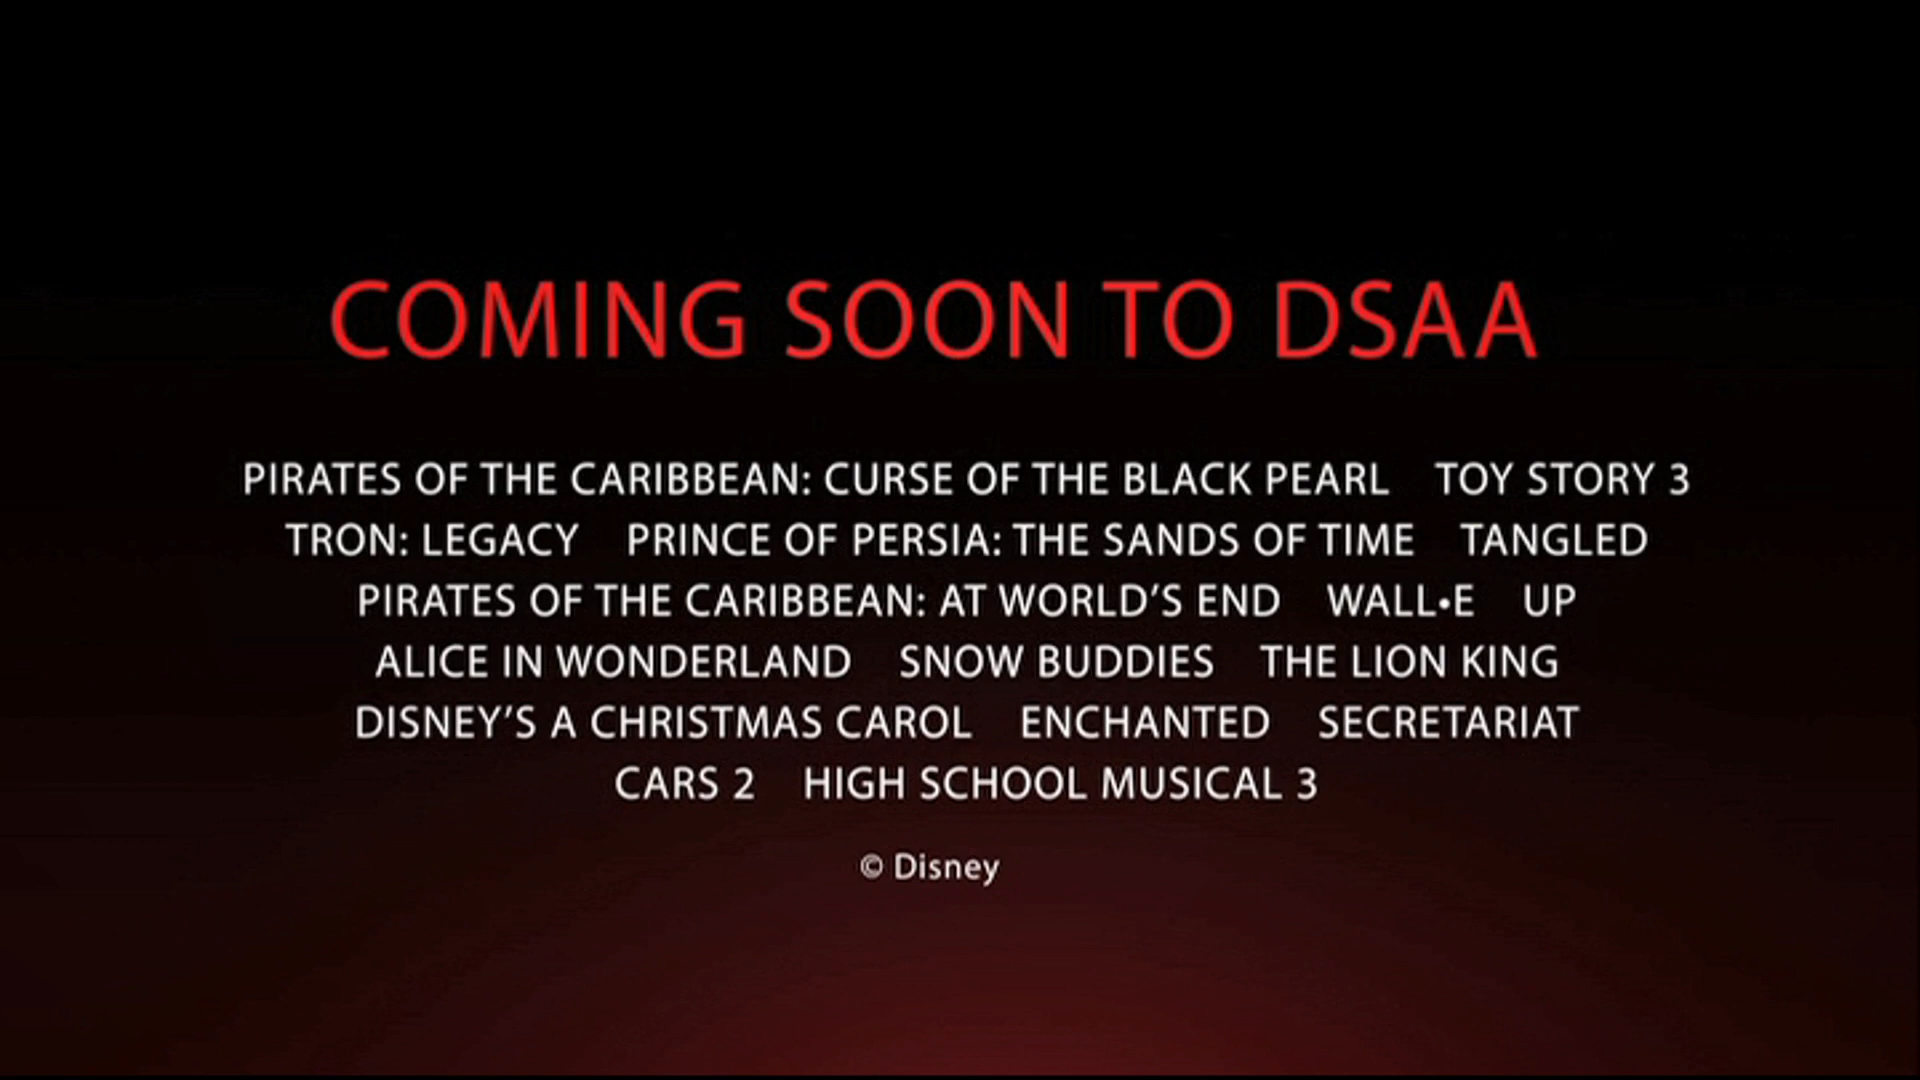 COMING SOON TO DSAA
PIRATES OF THE CARIBBEAN: CURSE OF THE BLACK PEARL TOY STORY 3
TRON: LEGACY PRINCE OF PERSIA: THE SANDS OF TIME TANGLED
PIRATES OF THE CARIBBEAN: AT WORLD’S END WALL•E UP
ALICE IN WONDERLAND SNOW BUDDIES THE LION KING
DISNEY’S A CHRISTMAS CAROL ENCHANTED SECRETARIAT
CARS 2 HIGH SCHOOL MUSICAL 3
© Disney